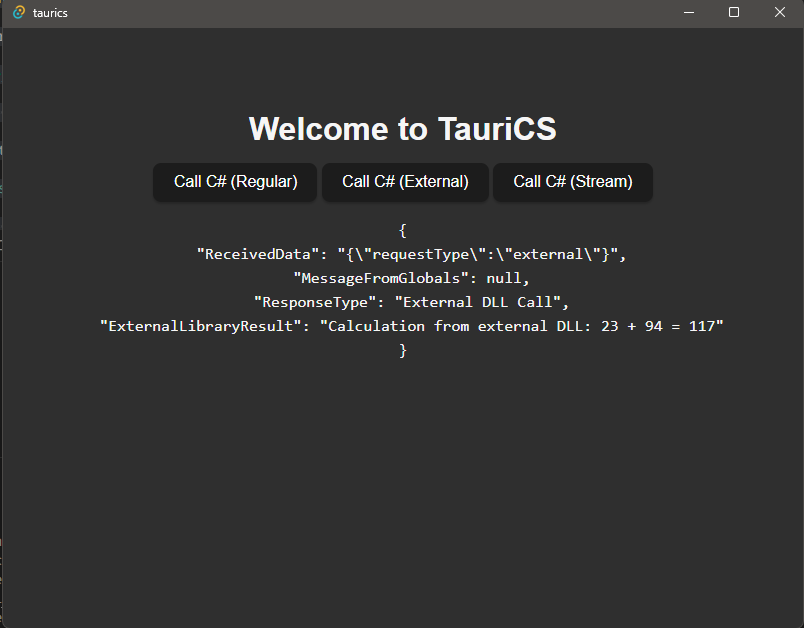 taurics
Welcome to TauriCS
Call C# (Regular) Call C# (External) Call C# (Stream)
{
"ReceivedData": "{\"requestType\":\"external\"}",
"MessageFromGlobals": null,
"ResponseType": "External DLL Call",
"ExternalLibraryResult": "Calculation from external DLL: 23 + 94 = 117"
}